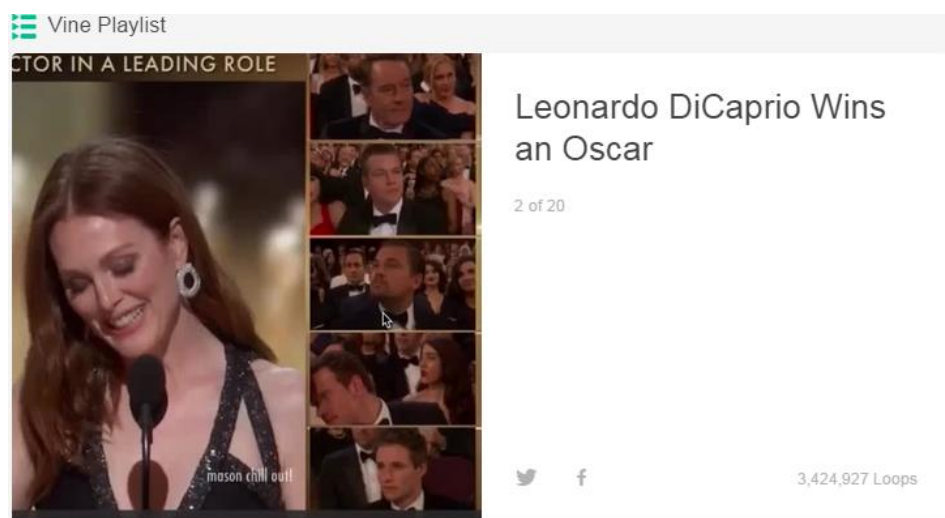 Vine Playlist
CTOR IN A LEADING ROLE
Leonardo DiCaprio Wins
an Oscar
2 of 20
mason chill out!
3,424,927 Loops